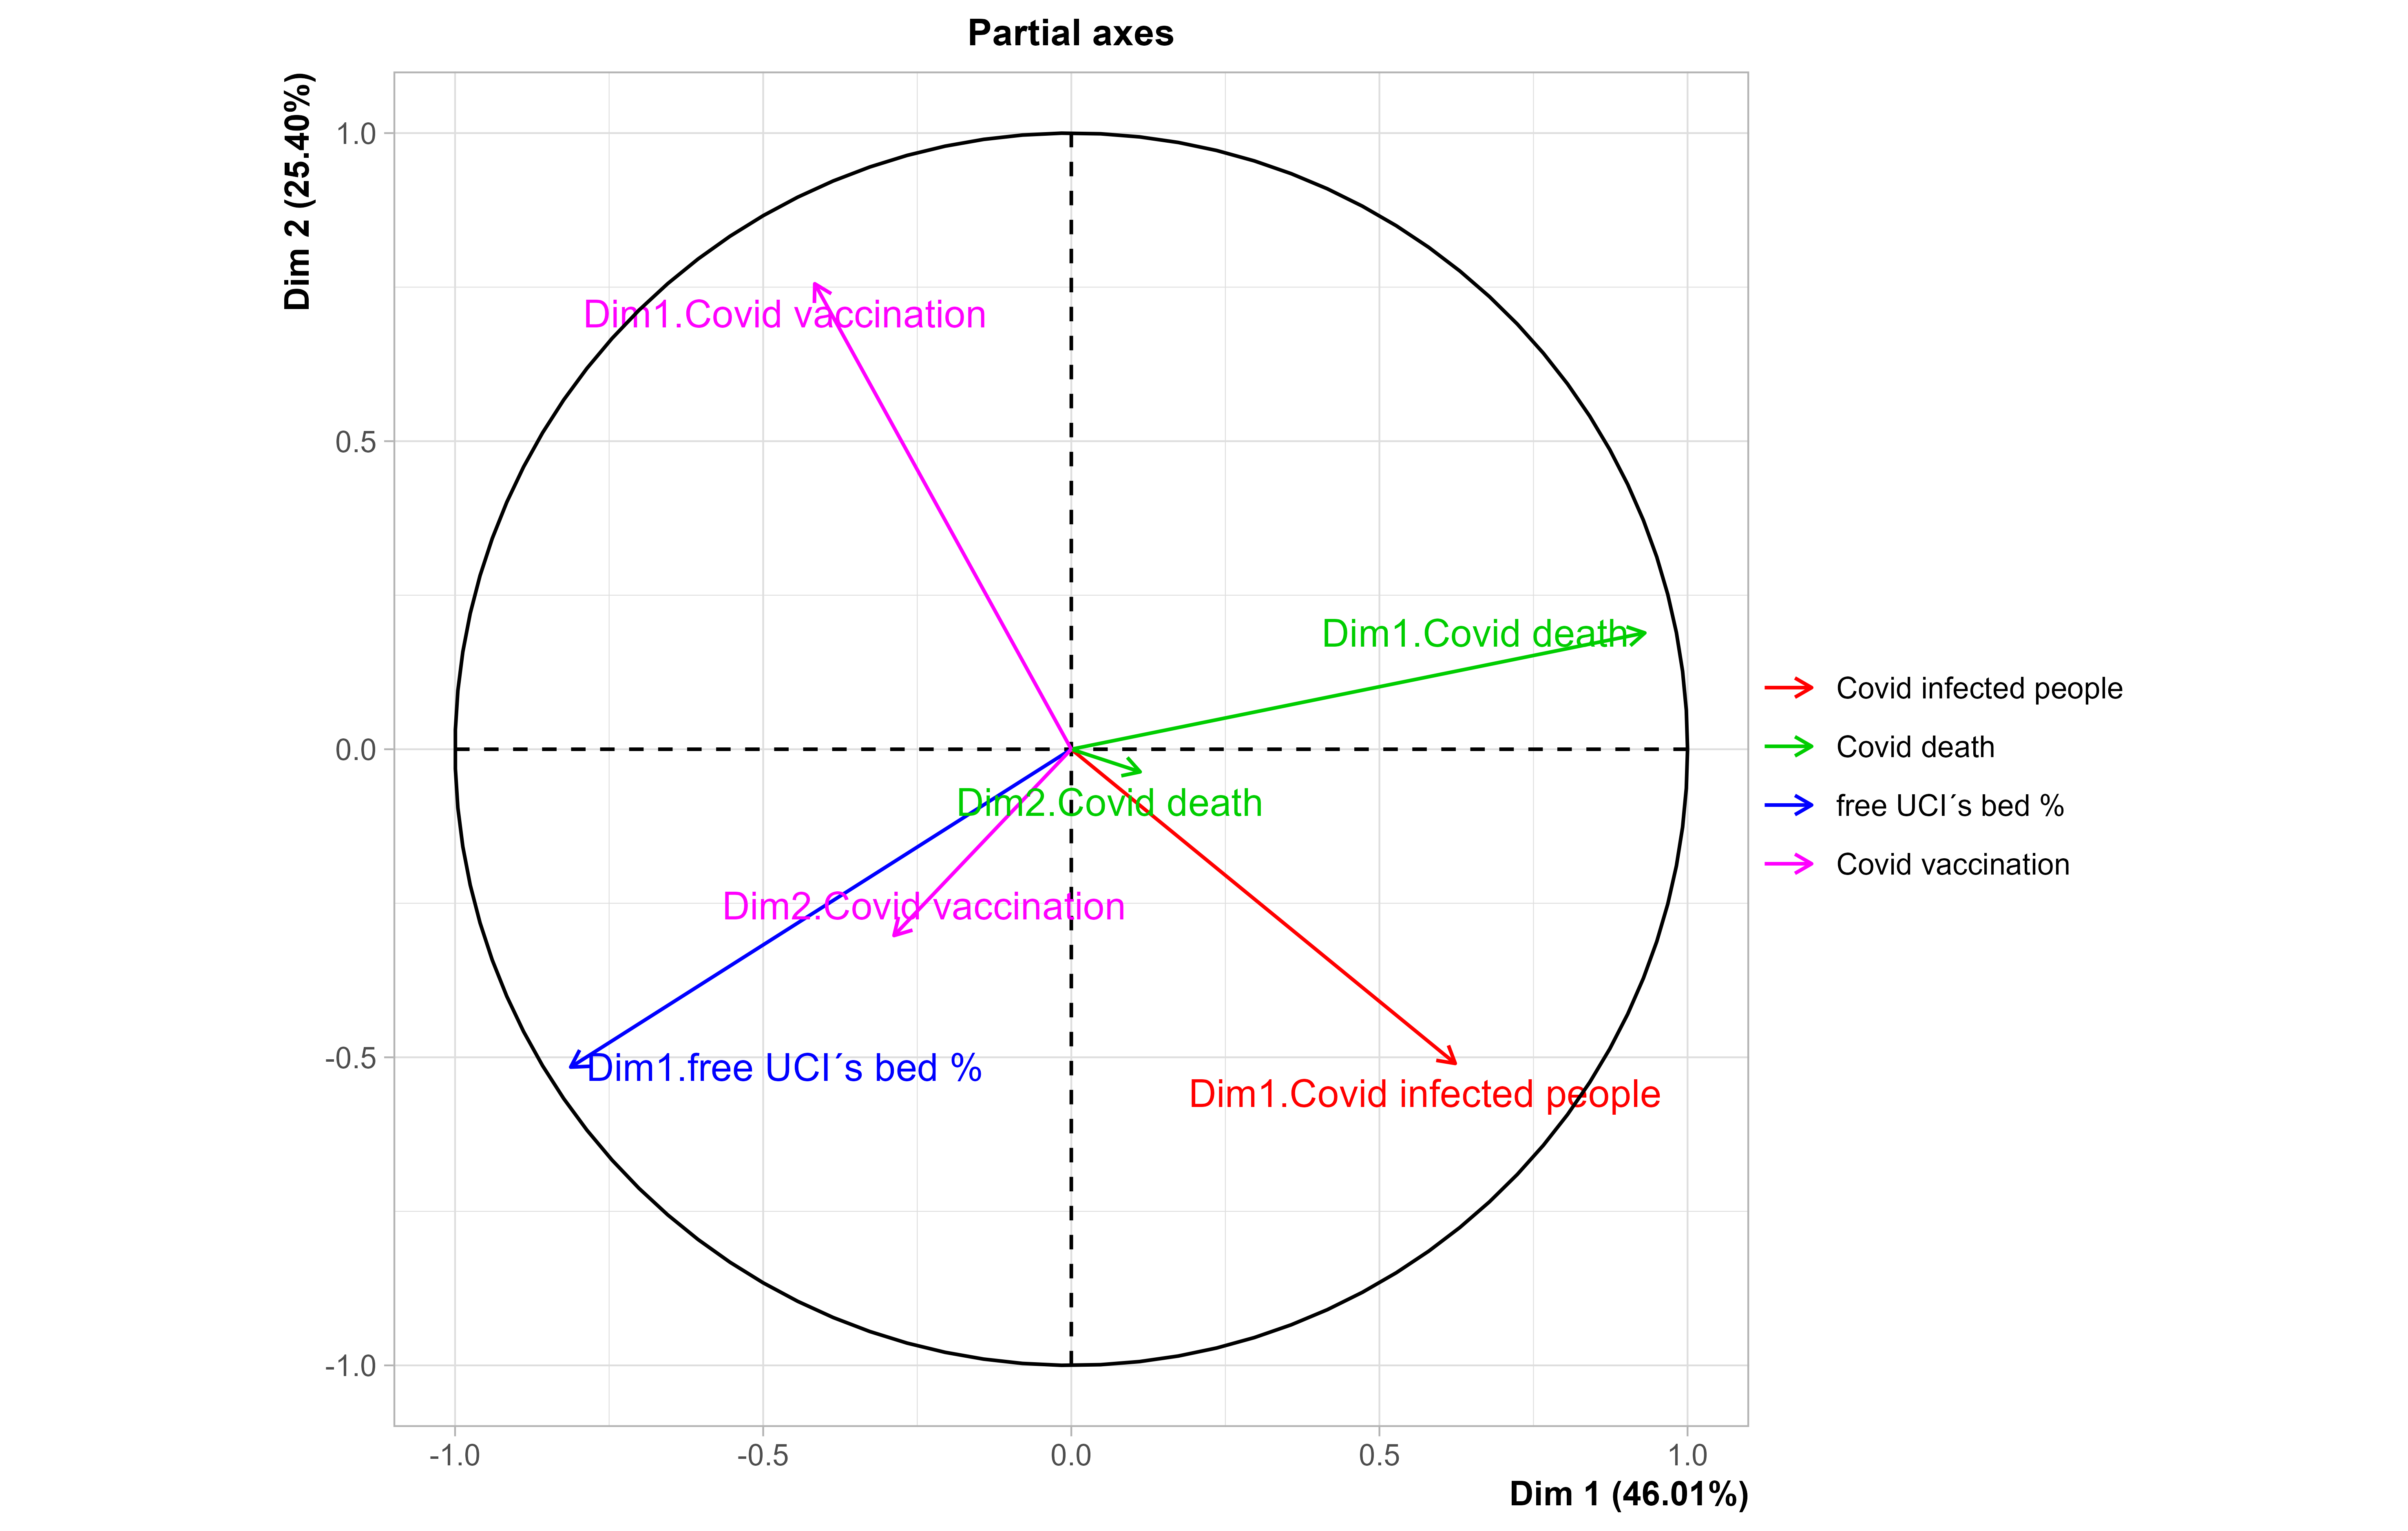 Partial axes
Dim 2 (25.40%)
1.0
0.5
0.0
-0.5
-1.0
Dim1.Covid vaccination
Dim1.Covid death
Dim2.Covid death
Dim2.Covid vaccination
Dim1.free UCI´s bed %
Dim1.Covid infected people
Covid infected people
Covid death
free UCI´s bed %
Covid vaccination
-1.0
-0.5
0.0
0.5
1.0
Dim 1 (46.01%)